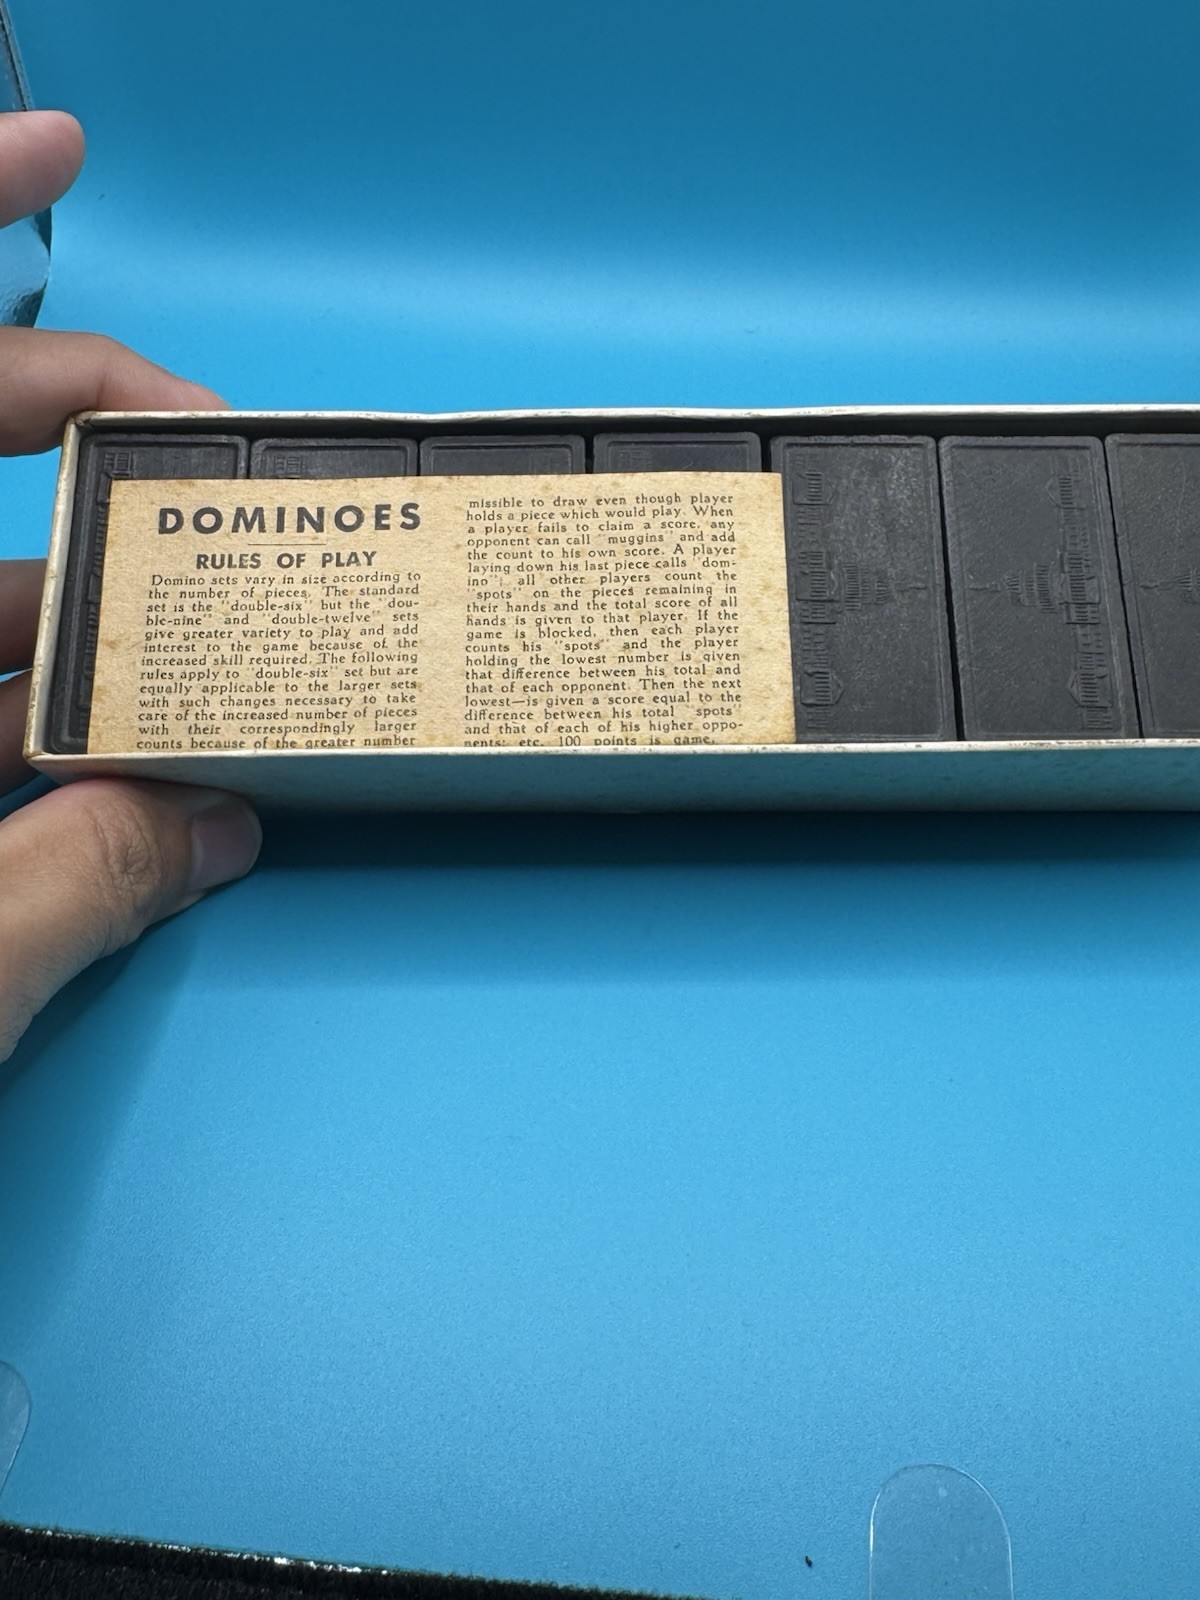 DOMINOES
RULES OF PLAY
Domino sets vary in size according to
the number of pieces. The standard
set is the "double-six" but the "dou-
ble-nine" and "double-twelve" sets
give greater variety to play and add
interest to the game because of the
increased skill required. The following
rules apply to "double-six" set but are
equally applicable to the larger sets
with such changes necessary to take
care of the increased number of pieces
with their correspondingly larger
counts because of the greater number
missible to draw even though player
holds a piece which would play. When
a player fails to claim a score, any
opponent can call "muggins" and add
the count to his own score. A player
laying down his last piece calls "dom-
ino"; all other players count the
"spots" on the pieces remaining in
their hands and the total score of all
hands is given to that player. If the
game is blocked, then each player
counts his "spots" and the player
holding the lowest number is given
that difference between his total and
that of each opponent. Then the next
lowest—is given a score equal to the
difference between his total "spots"
and that of each of his higher oppo-
nents; etc. 100 points is game.